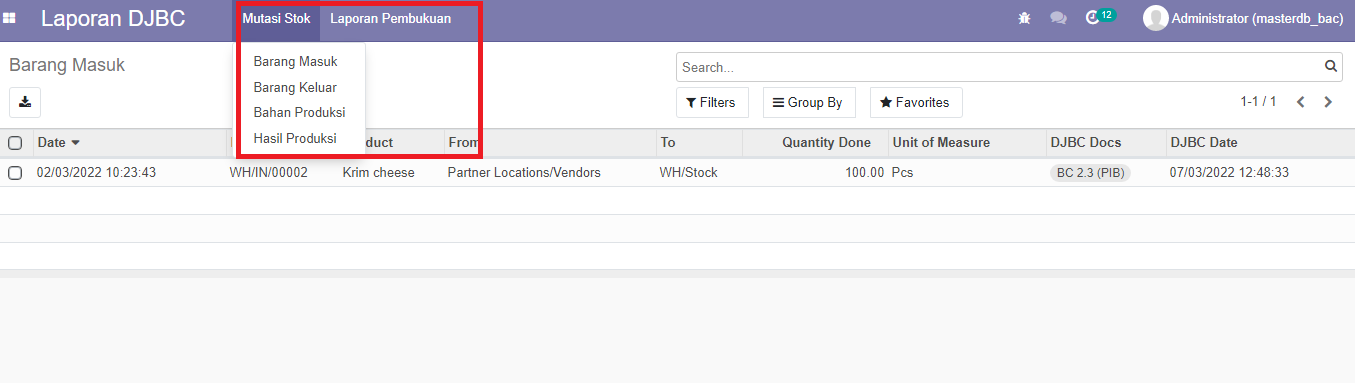 Laporan DJBC Mutasi Stok Laporan Pembukuan 12 Administrator (masterdb_bac)
Barang Masuk
Search...
Barang Masuk
Barang Keluar
Bahan Produksi
Hasil Produksi
Filters Group By Favorites 1-1 / 1
Date duct From To Quantity Done Unit of Measure DJBC Docs DJBC Date
02/03/2022 10:23:43 WH/IN/00002 Krim cheese Partner Locations/Vendors WH/Stock 100.00 Pcs BC 2.3 (PIB) 07/03/2022 12:48:33